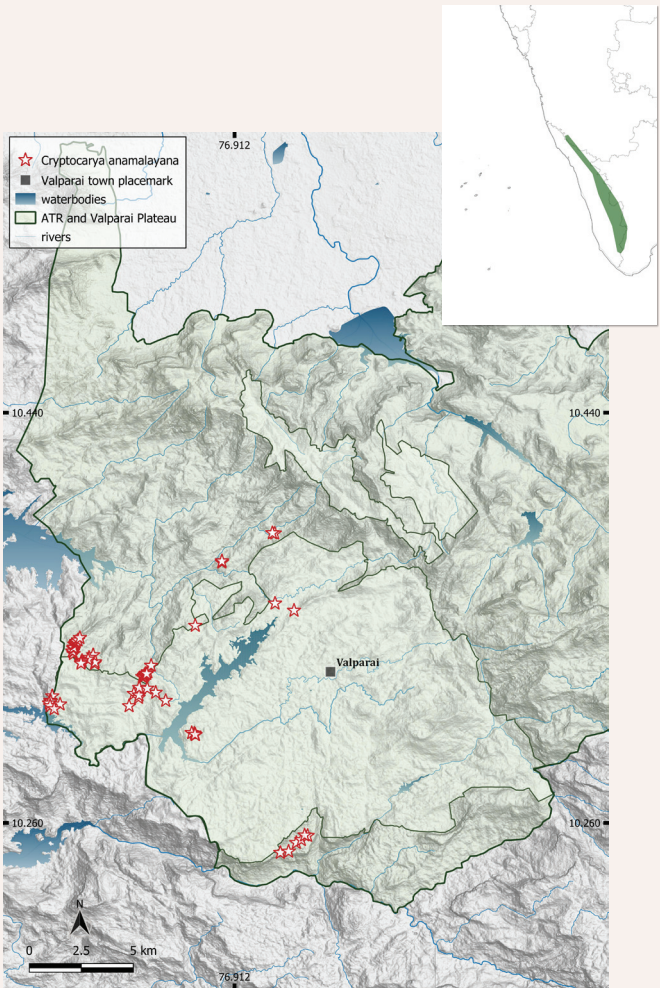 Cryptocarya anamalayana
Valparai town placemark
waterbodies
ATR and Valparai Plateau
rivers
76.912
10.440
10.440
Valparai
10.260
10.260
N
0 2.5 5 km
76.912